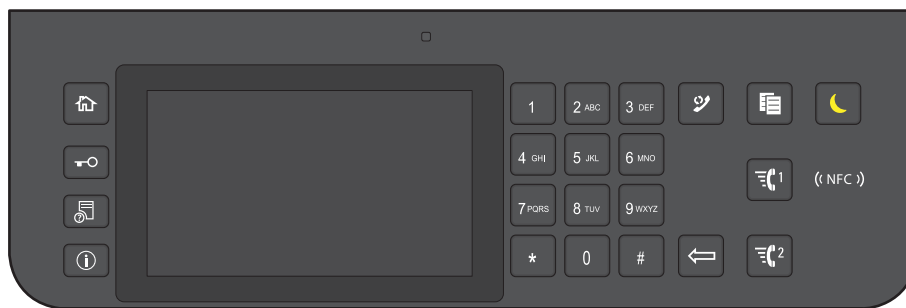 1
2 ABC
3 DEF
4 GHI
5 JKL
6 MNO
1
((NFC))
7 PQRS
8 TUV
9 WXYZ
*
0
#
2